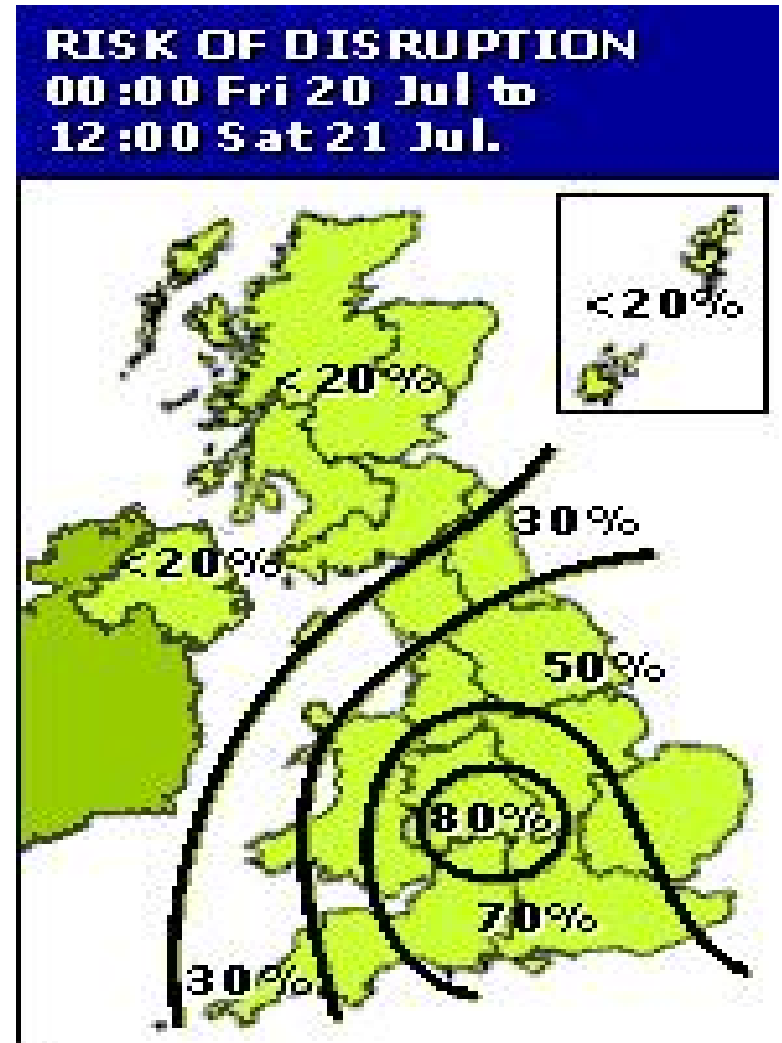 RISK OF DISRUPTION
00:00 Fri 20 Jul to
12:00 Sat 21 Jul.
<20%
<20%
30%
<20%
50%
80%
70%
30%